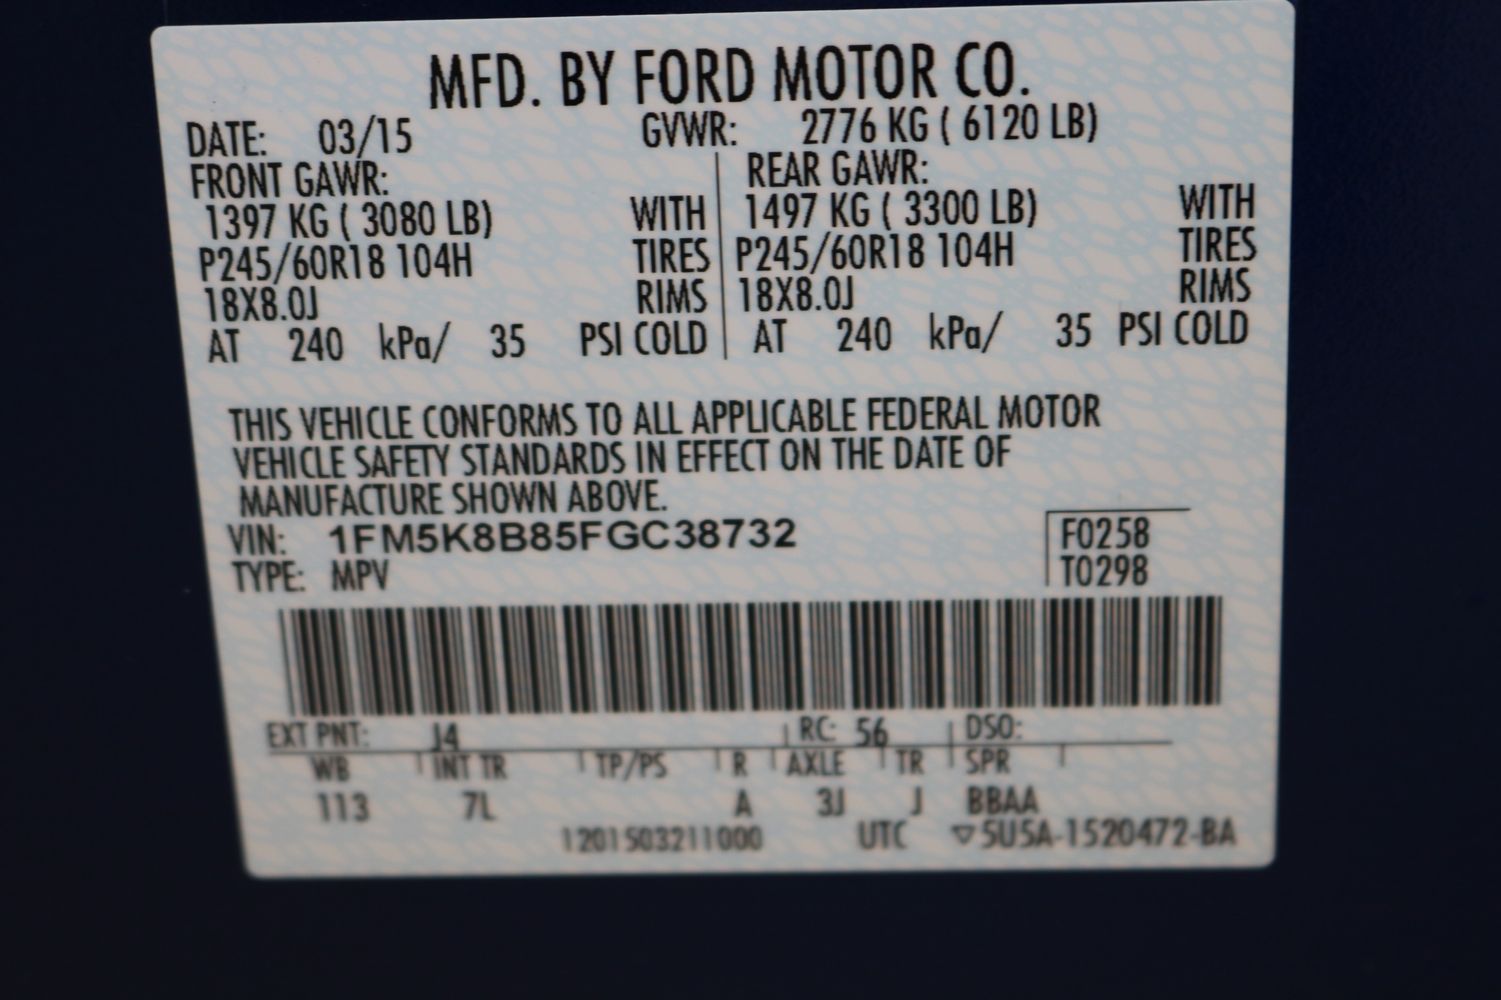 MFD. BY FORD MOTOR CO.
DATE: 03/15 GVWR: 2776 KG ( 6120 LB)
FRONT GAWR: REAR GAWR:
1397 KG ( 3080 LB) WITH 1497 KG ( 3300 LB) WITH
P245/60R18 104H TIRES P245/60R18 104H TIRES
18X8.0J RIMS 18X8.0J RIMS
AT 240 kPa/ 35 PSI COLD AT 240 kPa/ 35 PSI COLD
THIS VEHICLE CONFORMS TO ALL APPLICABLE FEDERAL MOTOR
VEHICLE SAFETY STANDARDS IN EFFECT ON THE DATE OF
MANUFACTURE SHOWN ABOVE.
VIN: 1FM5K8B85FGC38732 F0258
TYPE: MPV T0298
EXT PNT: J4 RC: 56 DSO:
WB INT TR TP/PS R AXLE TR SPR
113 7L A 3J J BBAA
1201503211000 UTC ▽5U5A-1520472-BA